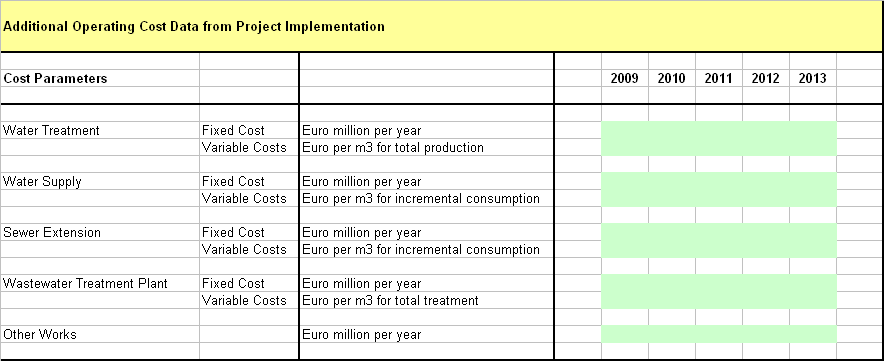 Additional Operating Cost Data from Project Implementation
Cost Parameters 2009 2010 2011 2012 2013
Water Treatment Fixed Cost Euro million per year
Variable Costs Euro per m3 for total production
Water Supply Fixed Cost Euro million per year
Variable Costs Euro per m3 for incremental consumption
Sewer Extension Fixed Cost Euro million per year
Variable Costs Euro per m3 for incremental consumption
Wastewater Treatment Plant Fixed Cost Euro million per year
Variable Costs Euro per m3 for total treatment
Other Works Euro million per year